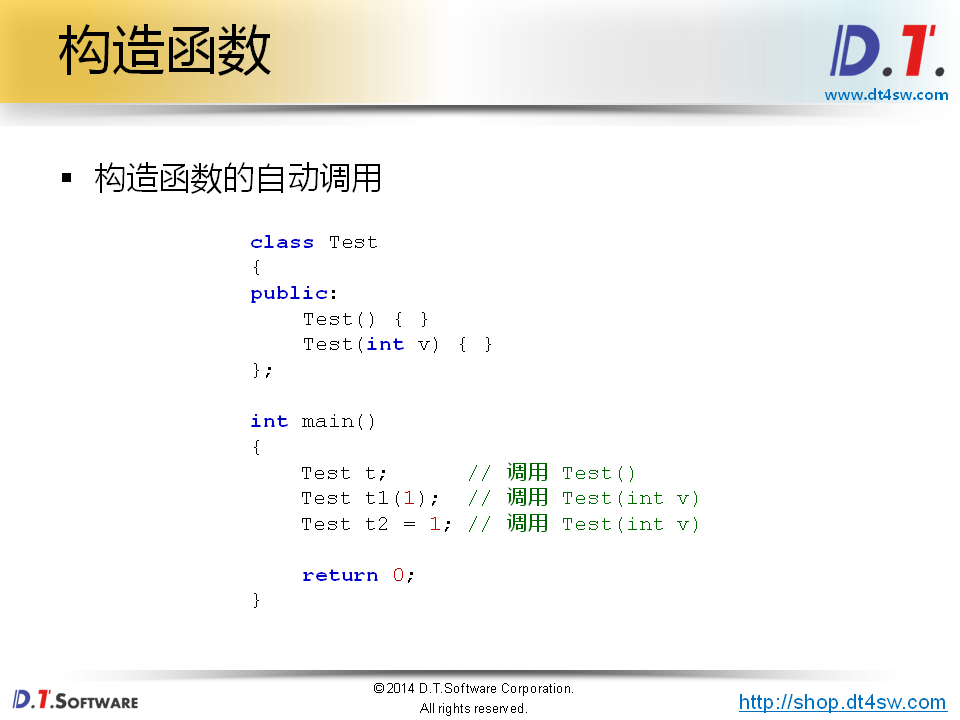 构造函数
D.T.
www.dt4sw.com
▪ 构造函数的自动调用
class Test
{
public:
    Test() { }
    Test(int v) { }
};
int main()
{
    Test t;      // 调用 Test()
    Test t1(1);  // 调用 Test(int v)
    Test t2 = 1; // 调用 Test(int v)
    return 0;
}
©2014 D.T.Software Corporation.
All rights reserved.
D.T.SOFTWARE
http://shop.dt4sw.com